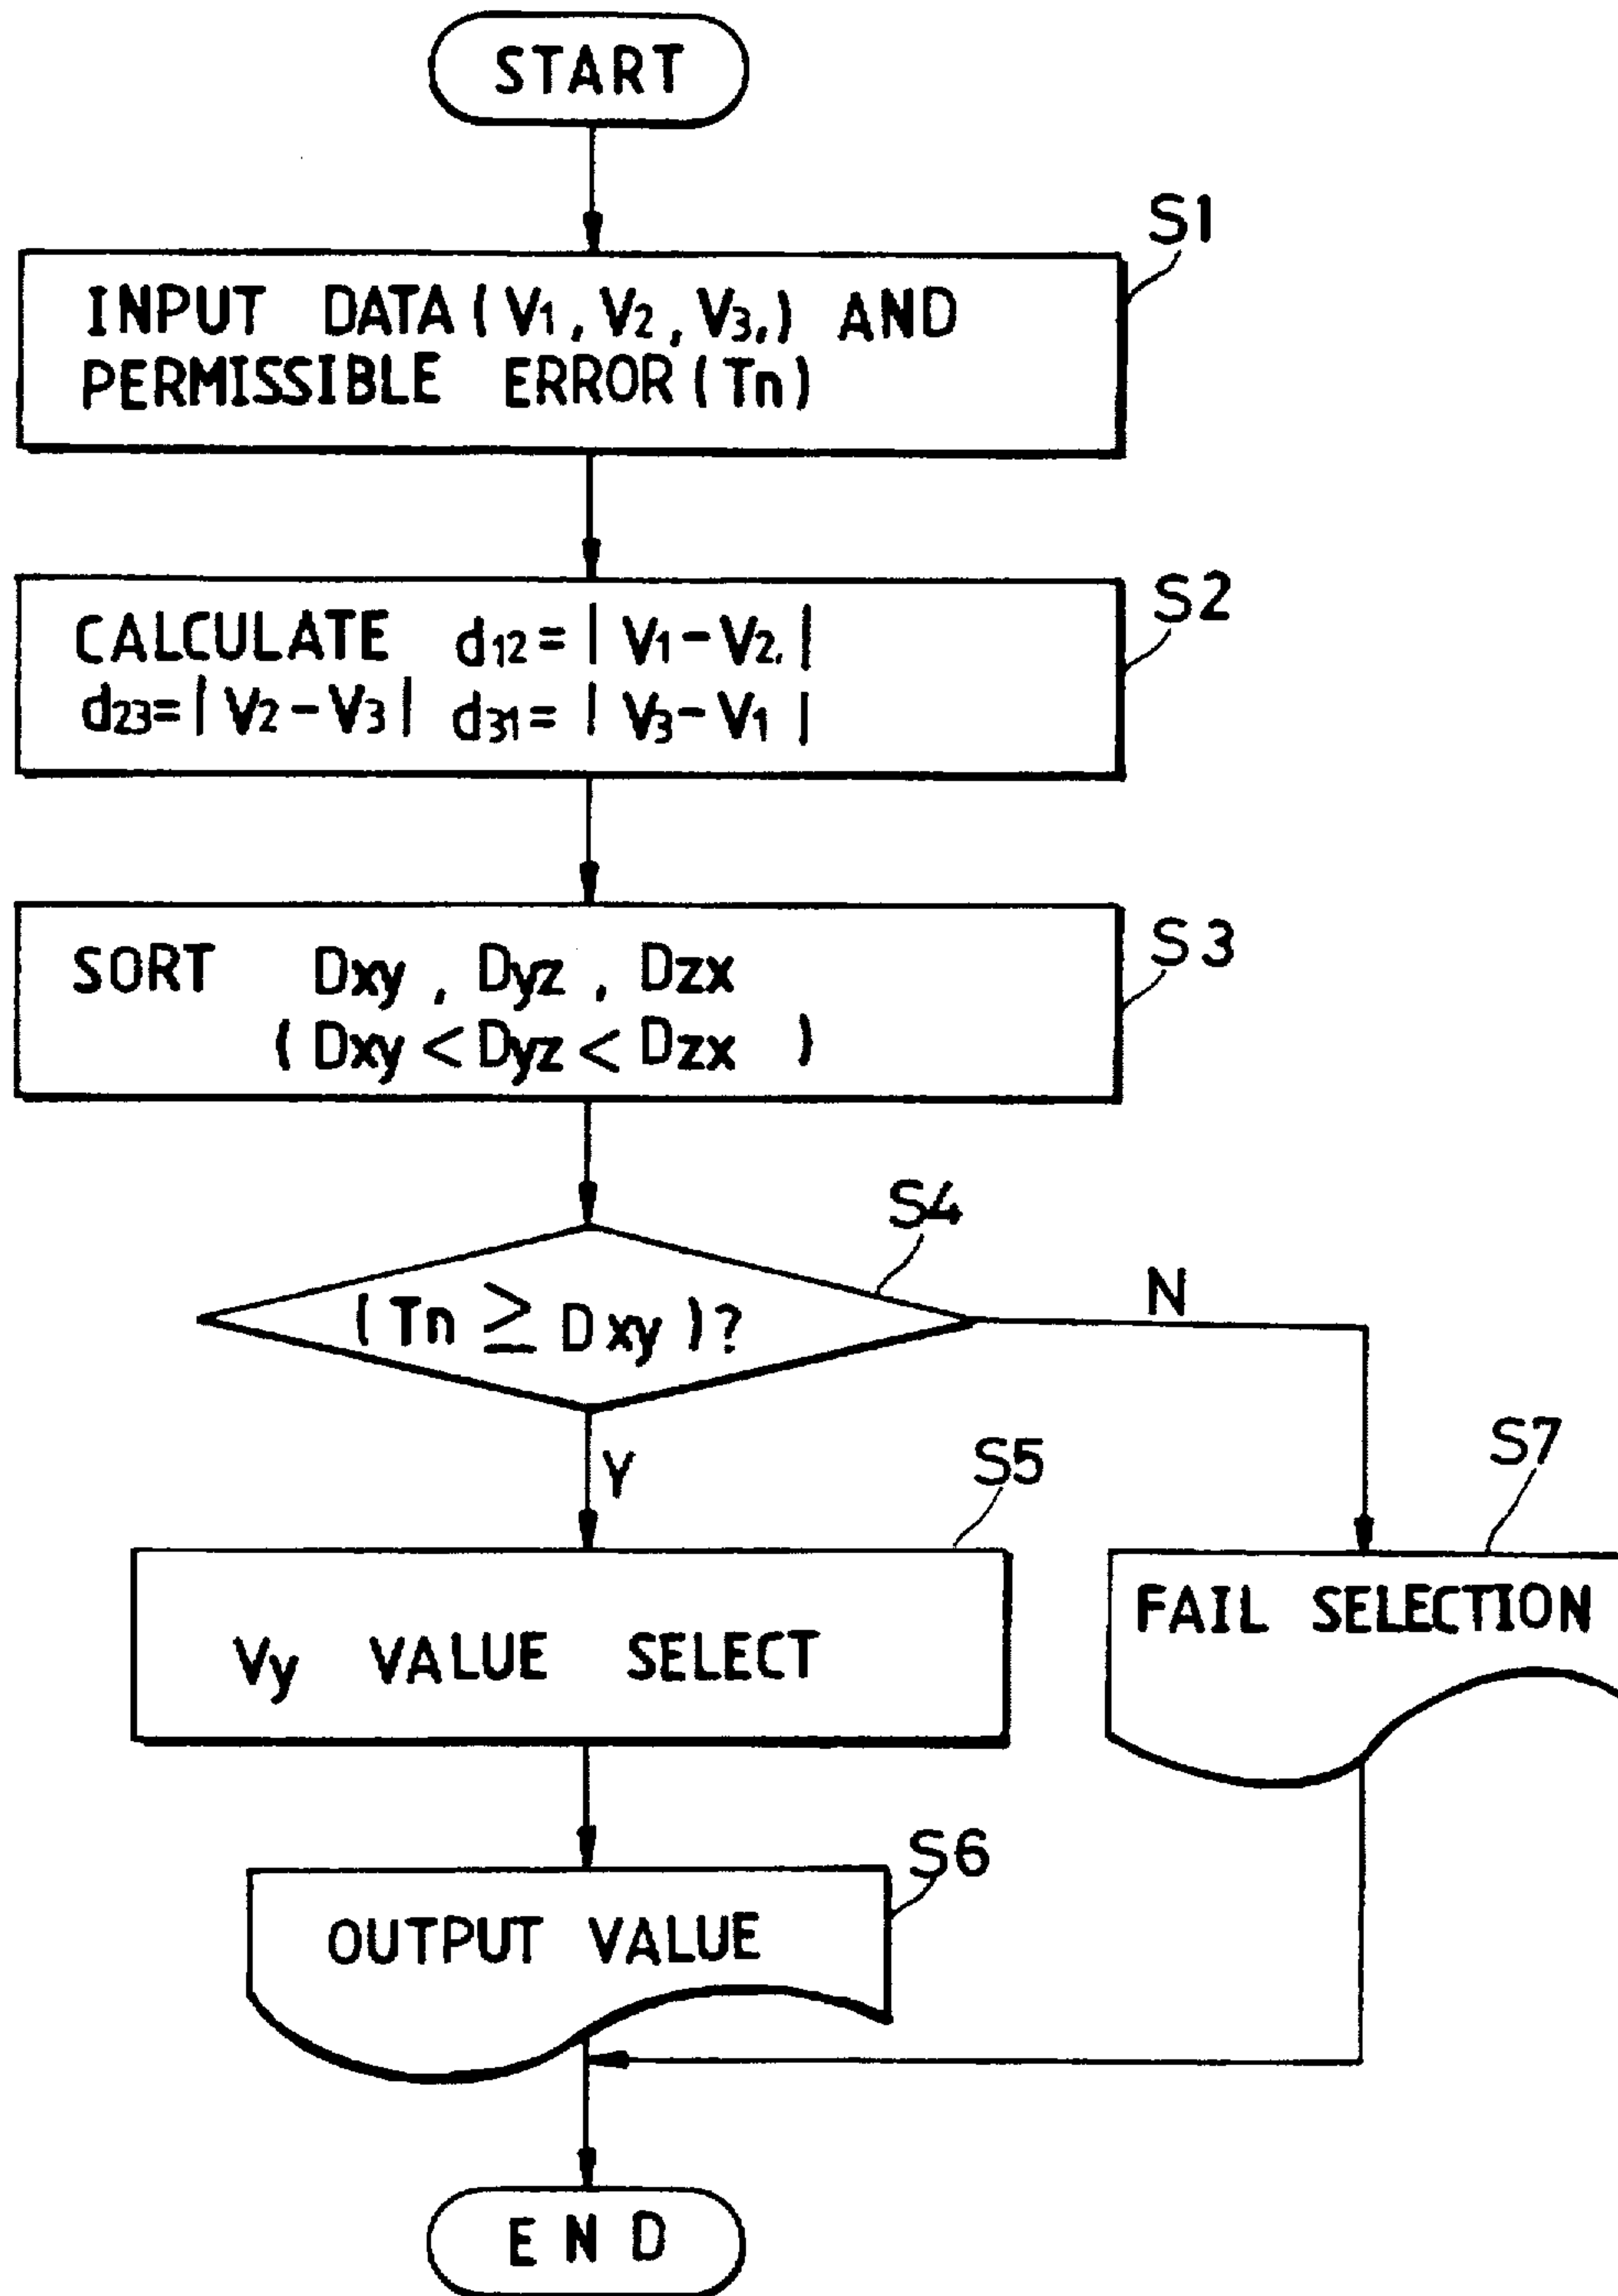 START
S1
INPUT DATA ( V1, V2, V3, ) AND
PERMISSIBLE ERROR ( Tn )
S2
CALCULATE d12 = | V1 - V2. |
d23 = | V2 - V3 | d31 = | V3 - V1 |
S3
SORT Dxy , Dyz , Dzx
( Dxy < Dyz < Dzx )
S4
( Tn ≥ Dxy )?
N
Y
S5
S7
Vy VALUE SELECT
FAIL SELECTION
S6
OUTPUT VALUE
END